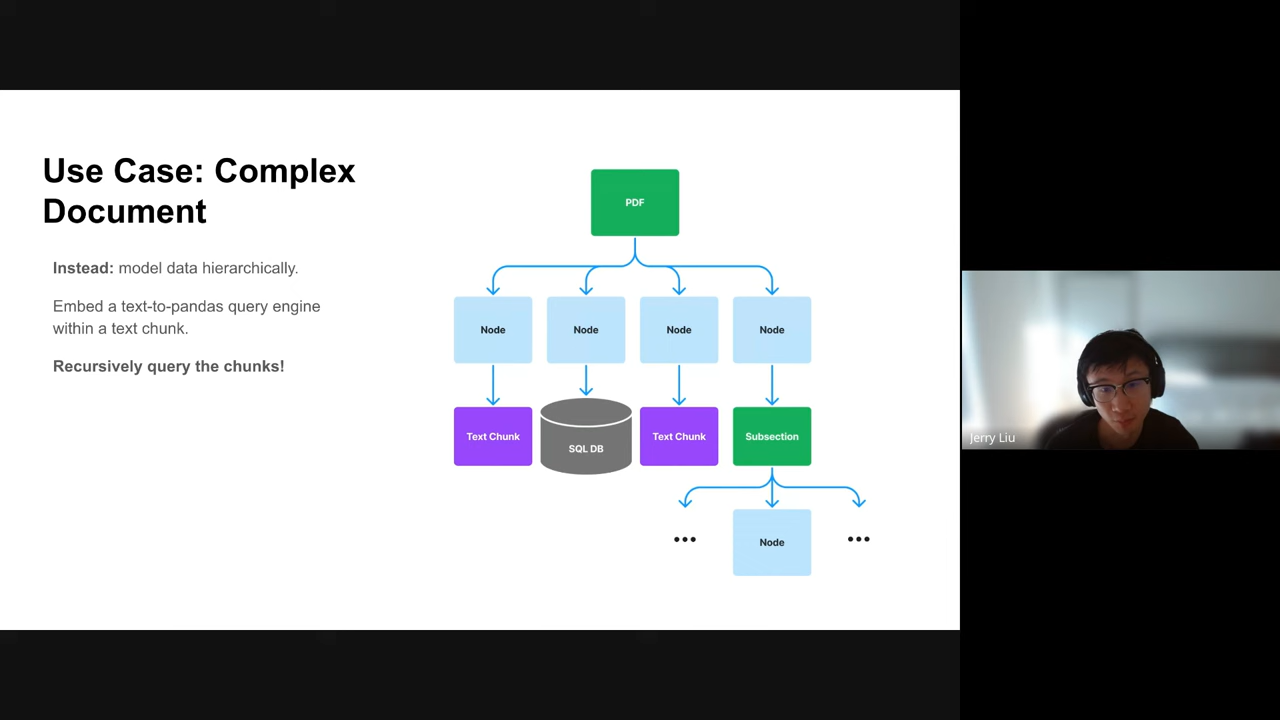 Use Case: Complex
Document
Instead: model data hierarchically.
Embed a text-to-pandas query engine
within a text chunk.
Recursively query the chunks!
PDF
Node
Node
Node
Node
Text Chunk
SQL DB
Text Chunk
Subsection
•••
Node
•••
Jerry Liu